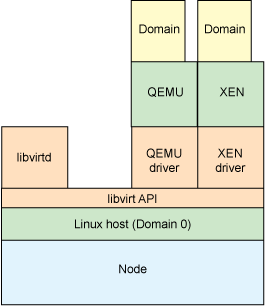 Domain
Domain
QEMU
XEN
libvirtd
QEMU
driver
XEN
driver
libvirt API
Linux host (Domain 0)
Node